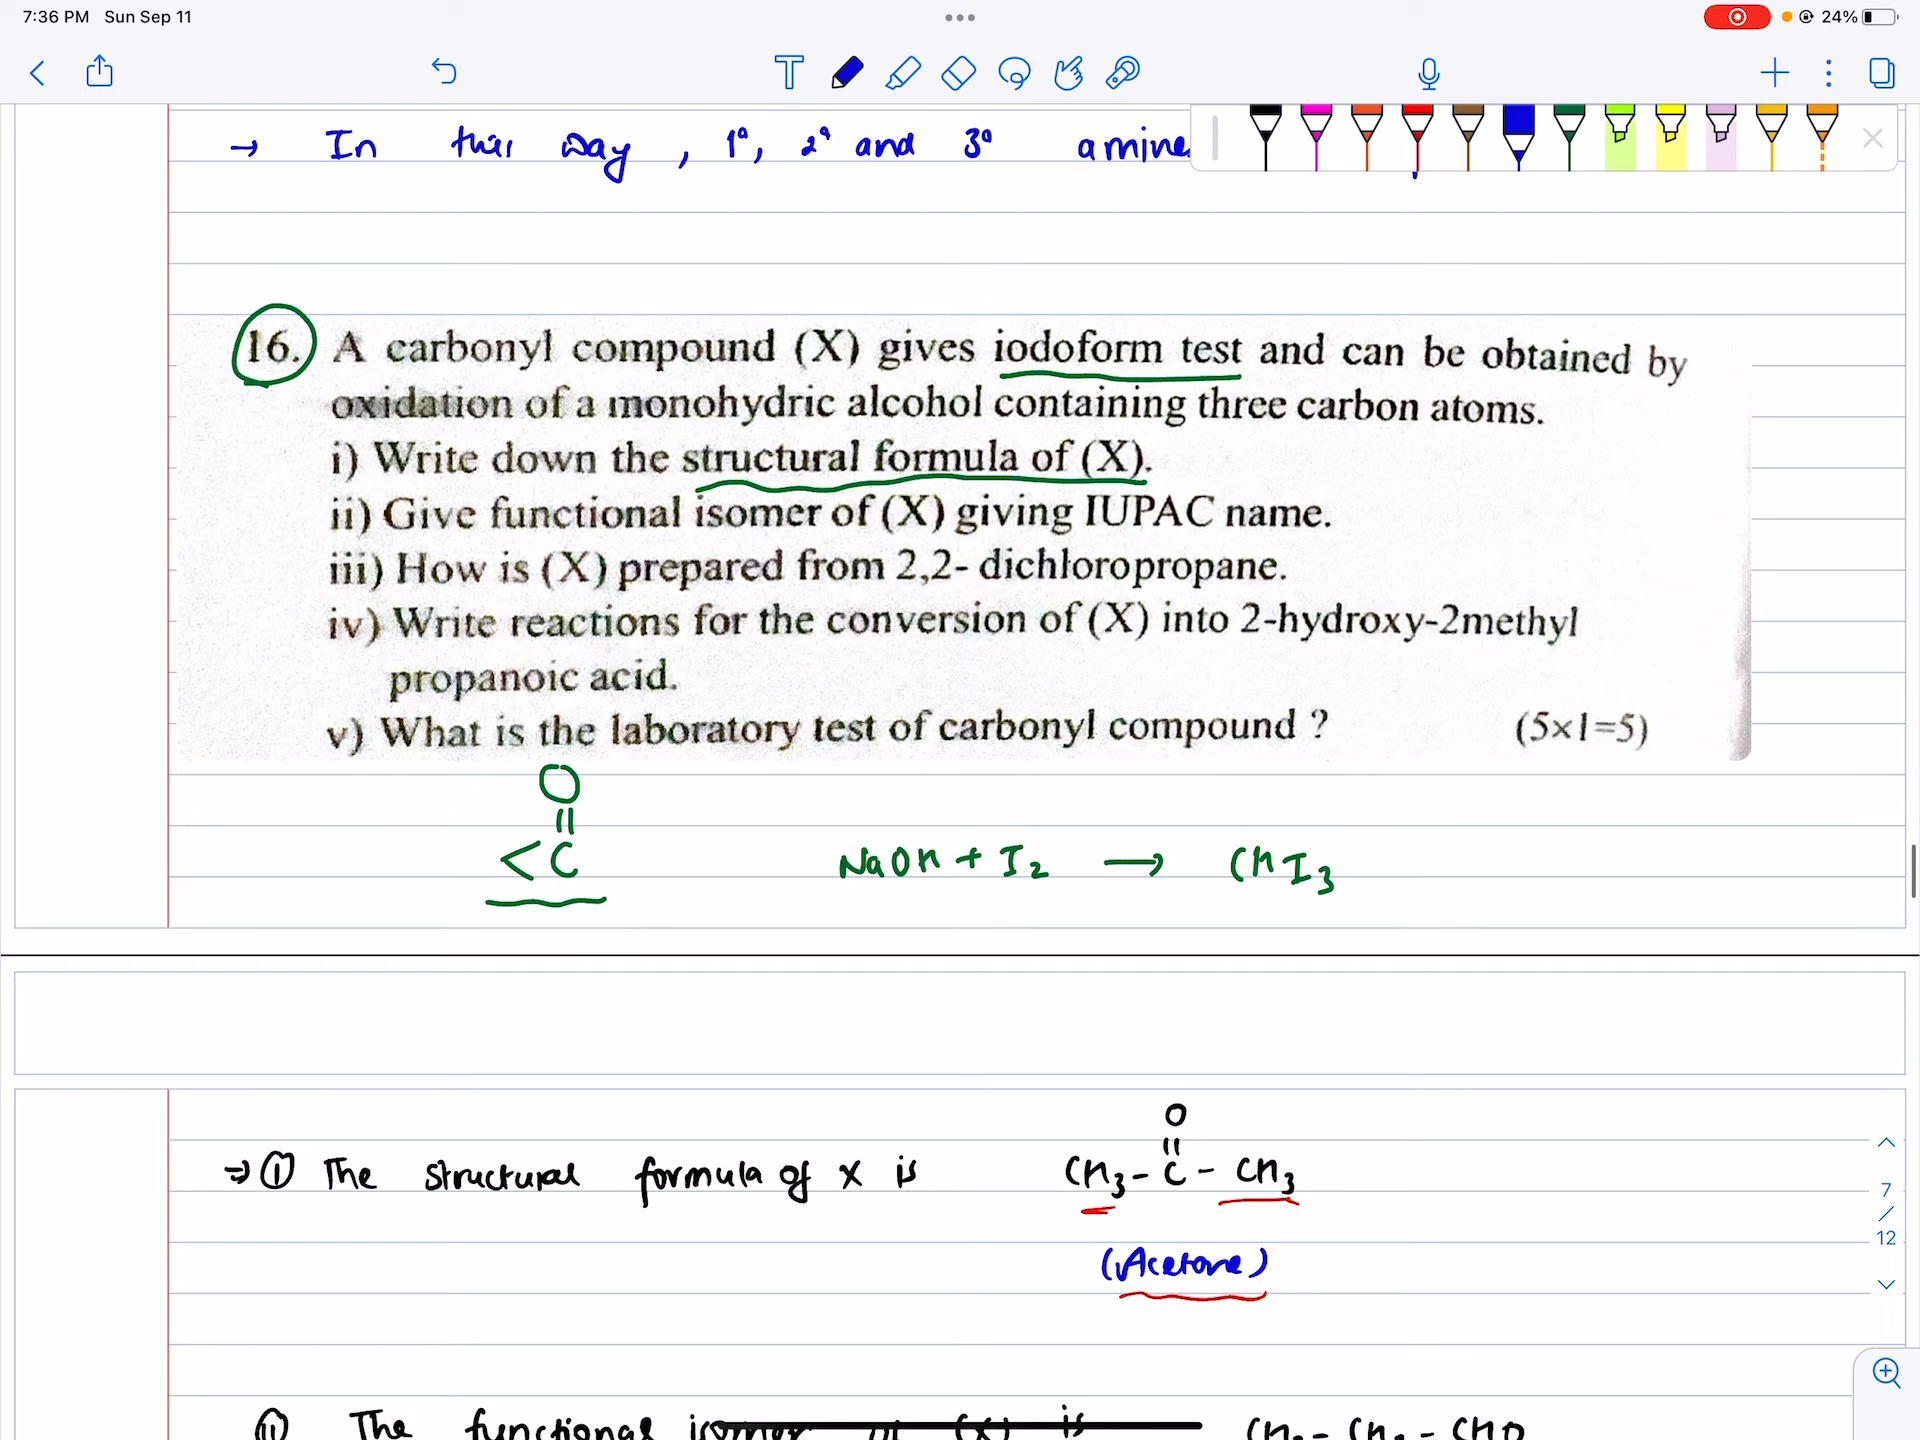 7:36 PM Sun Sep 11
24%
→ In this way, 1°, 2° and 3° amine
16. A carbonyl compound (X) gives iodoform test and can be obtained by
oxidation of a monohydric alcohol containing three carbon atoms.
i) Write down the structural formula of (X).
ii) Give functional isomer of (X) giving IUPAC name.
iii) How is (X) prepared from 2,2- dichloropropane.
iv) Write reactions for the conversion of (X) into 2-hydroxy-2methyl
propanoic acid.
v) What is the laboratory test of carbonyl compound ? (5×1=5)
O
||
<C NaOH + I2 → CHI3
O
||
⇒ ① The structural formula of X is CH3 - C - CH3
(Acetone)
7
/
12
② The functional isomer of (X) is CH3 - CH2 - CHO